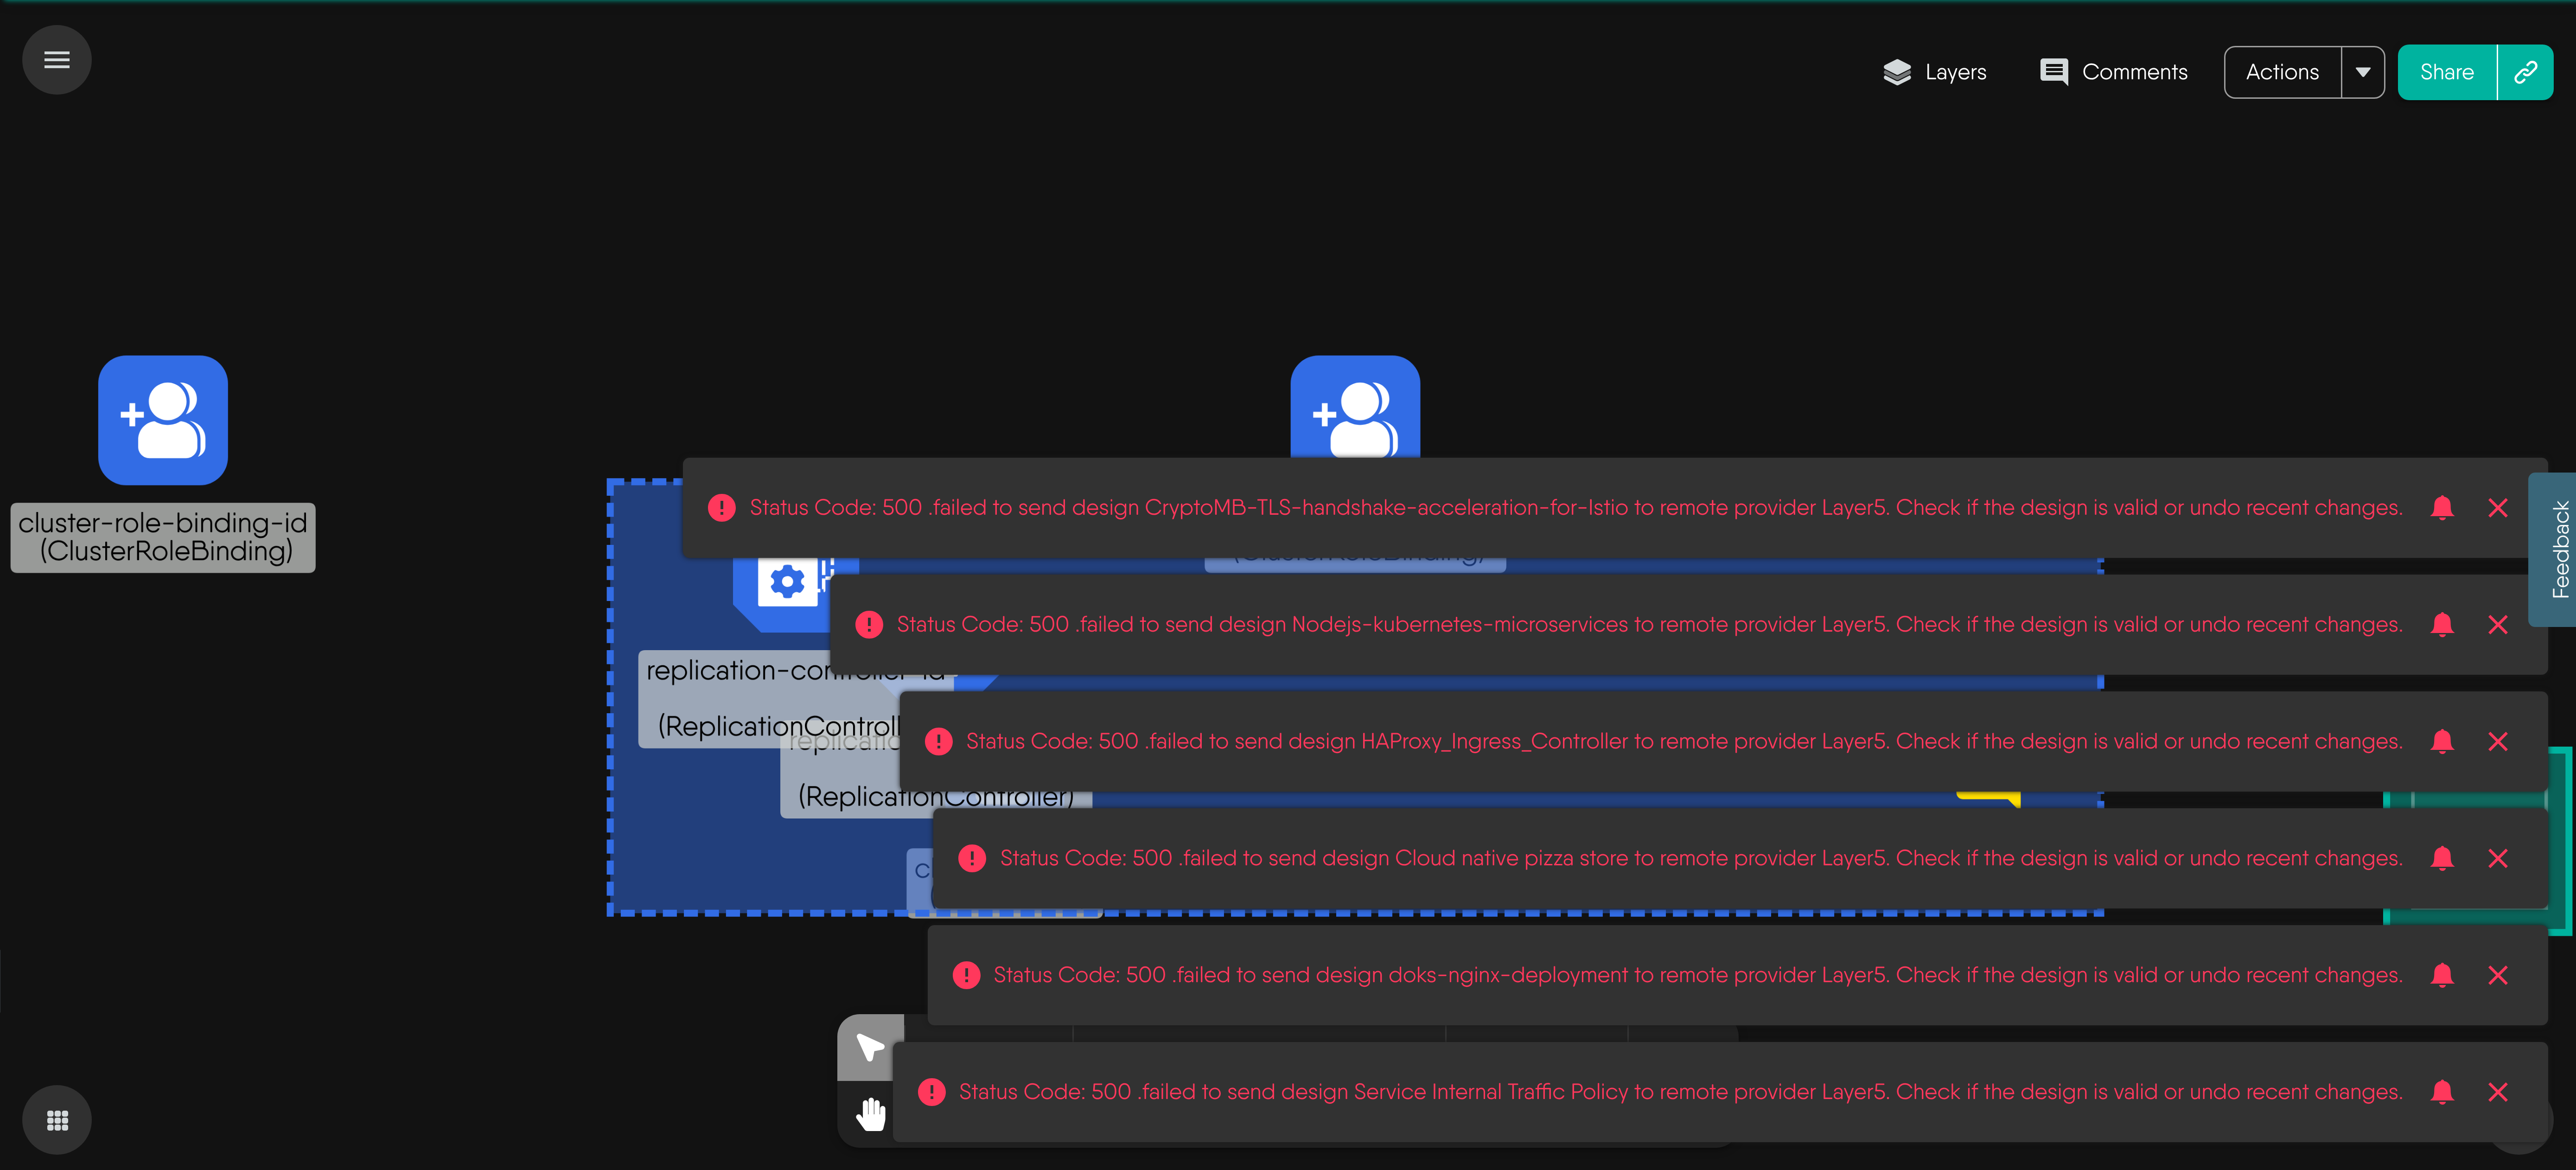 Layers
Comments
Actions
Share
cluster-role-binding-id
(ClusterRoleBinding)
Status Code: 500 .failed to send design CryptoMB-TLS-handshake-acceleration-for-Istio to remote provider Layer5. Check if the design is valid or undo recent changes.
Feedback
(ClusterRoleBinding)
Status Code: 500 .failed to send design Nodejs-kubernetes-microservices to remote provider Layer5. Check if the design is valid or undo recent changes.
replication-controller-id
(ReplicationControll
Status Code: 500 .failed to send design HAProxy_Ingress_Controller to remote provider Layer5. Check if the design is valid or undo recent changes.
replicatio
(ReplicationController)
Status Code: 500 .failed to send design Cloud native pizza store to remote provider Layer5. Check if the design is valid or undo recent changes.
c
Status Code: 500 .failed to send design doks-nginx-deployment to remote provider Layer5. Check if the design is valid or undo recent changes.
Status Code: 500 .failed to send design Service Internal Traffic Policy to remote provider Layer5. Check if the design is valid or undo recent changes.